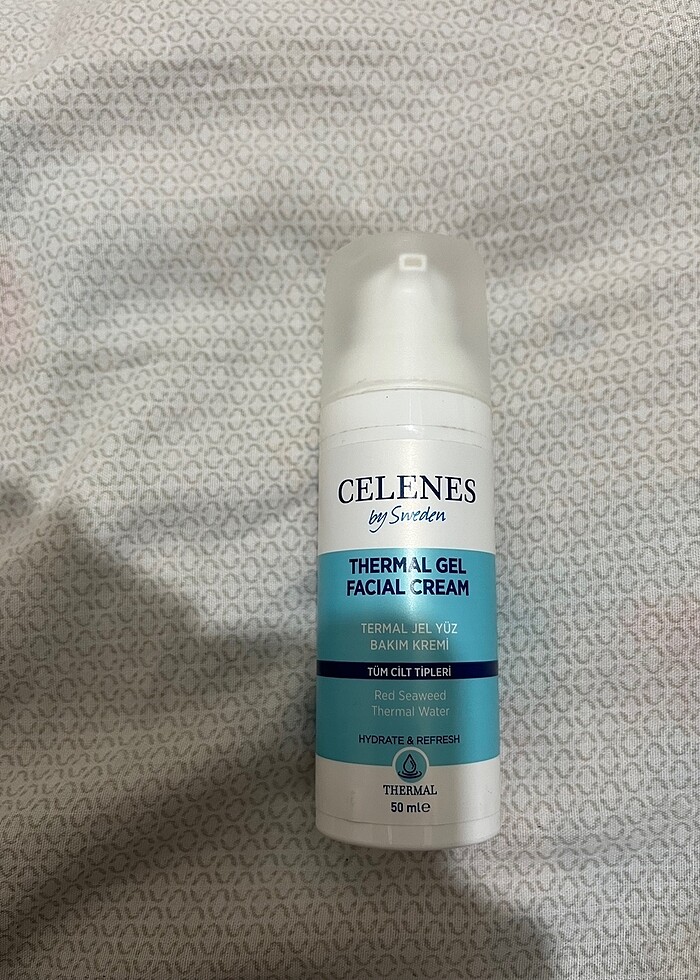 CELENES
by Sweden
THERMAL GEL
FACIAL CREAM
TERMAL JEL YÜZ
BAKIM KREMİ
TÜM CİLT TİPLERİ
Red Seaweed
Thermal Water
HYDRATE & REFRESH
THERMAL
50 ml℮